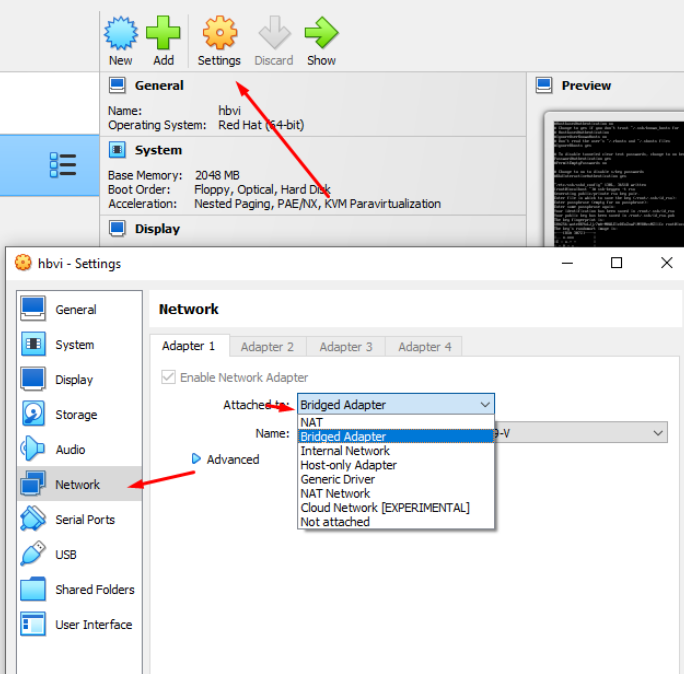 New Add Settings Discard Show
General
Name: hbvi
Operating System: Red Hat (64-bit)
System
Base Memory: 2048 MB
Boot Order: Floppy, Optical, Hard Disk
Acceleration: Nested Paging, PAE/NX, KVM Paravirtualization
Display
Preview
hbvi - Settings
General
System
Display
Storage
Audio
Network
Serial Ports
USB
Shared Folders
User Interface
Network
Adapter 1 Adapter 2 Adapter 3 Adapter 4
Enable Network Adapter
Attached to: Bridged Adapter
Name: 9-V
Advanced
NAT
Bridged Adapter
Internal Network
Host-only Adapter
Generic Driver
NAT Network
Cloud Network [EXPERIMENTAL]
Not attached